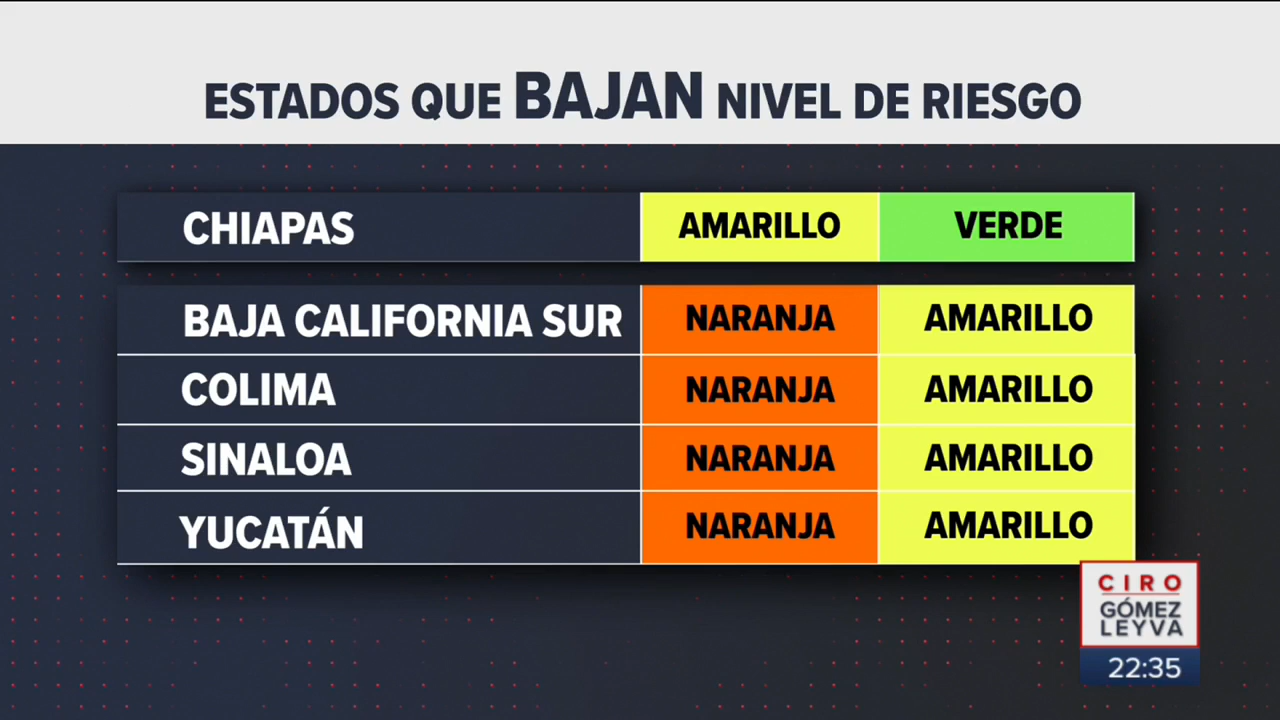 ESTADOS QUE BAJAN NIVEL DE RIESGO
CHIAPAS AMARILLO VERDE
BAJA CALIFORNIA SUR NARANJA AMARILLO
COLIMA NARANJA AMARILLO
SINALOA NARANJA AMARILLO
YUCATÁN NARANJA AMARILLO
CIRO
GÓMEZ
LEYVA
22:35